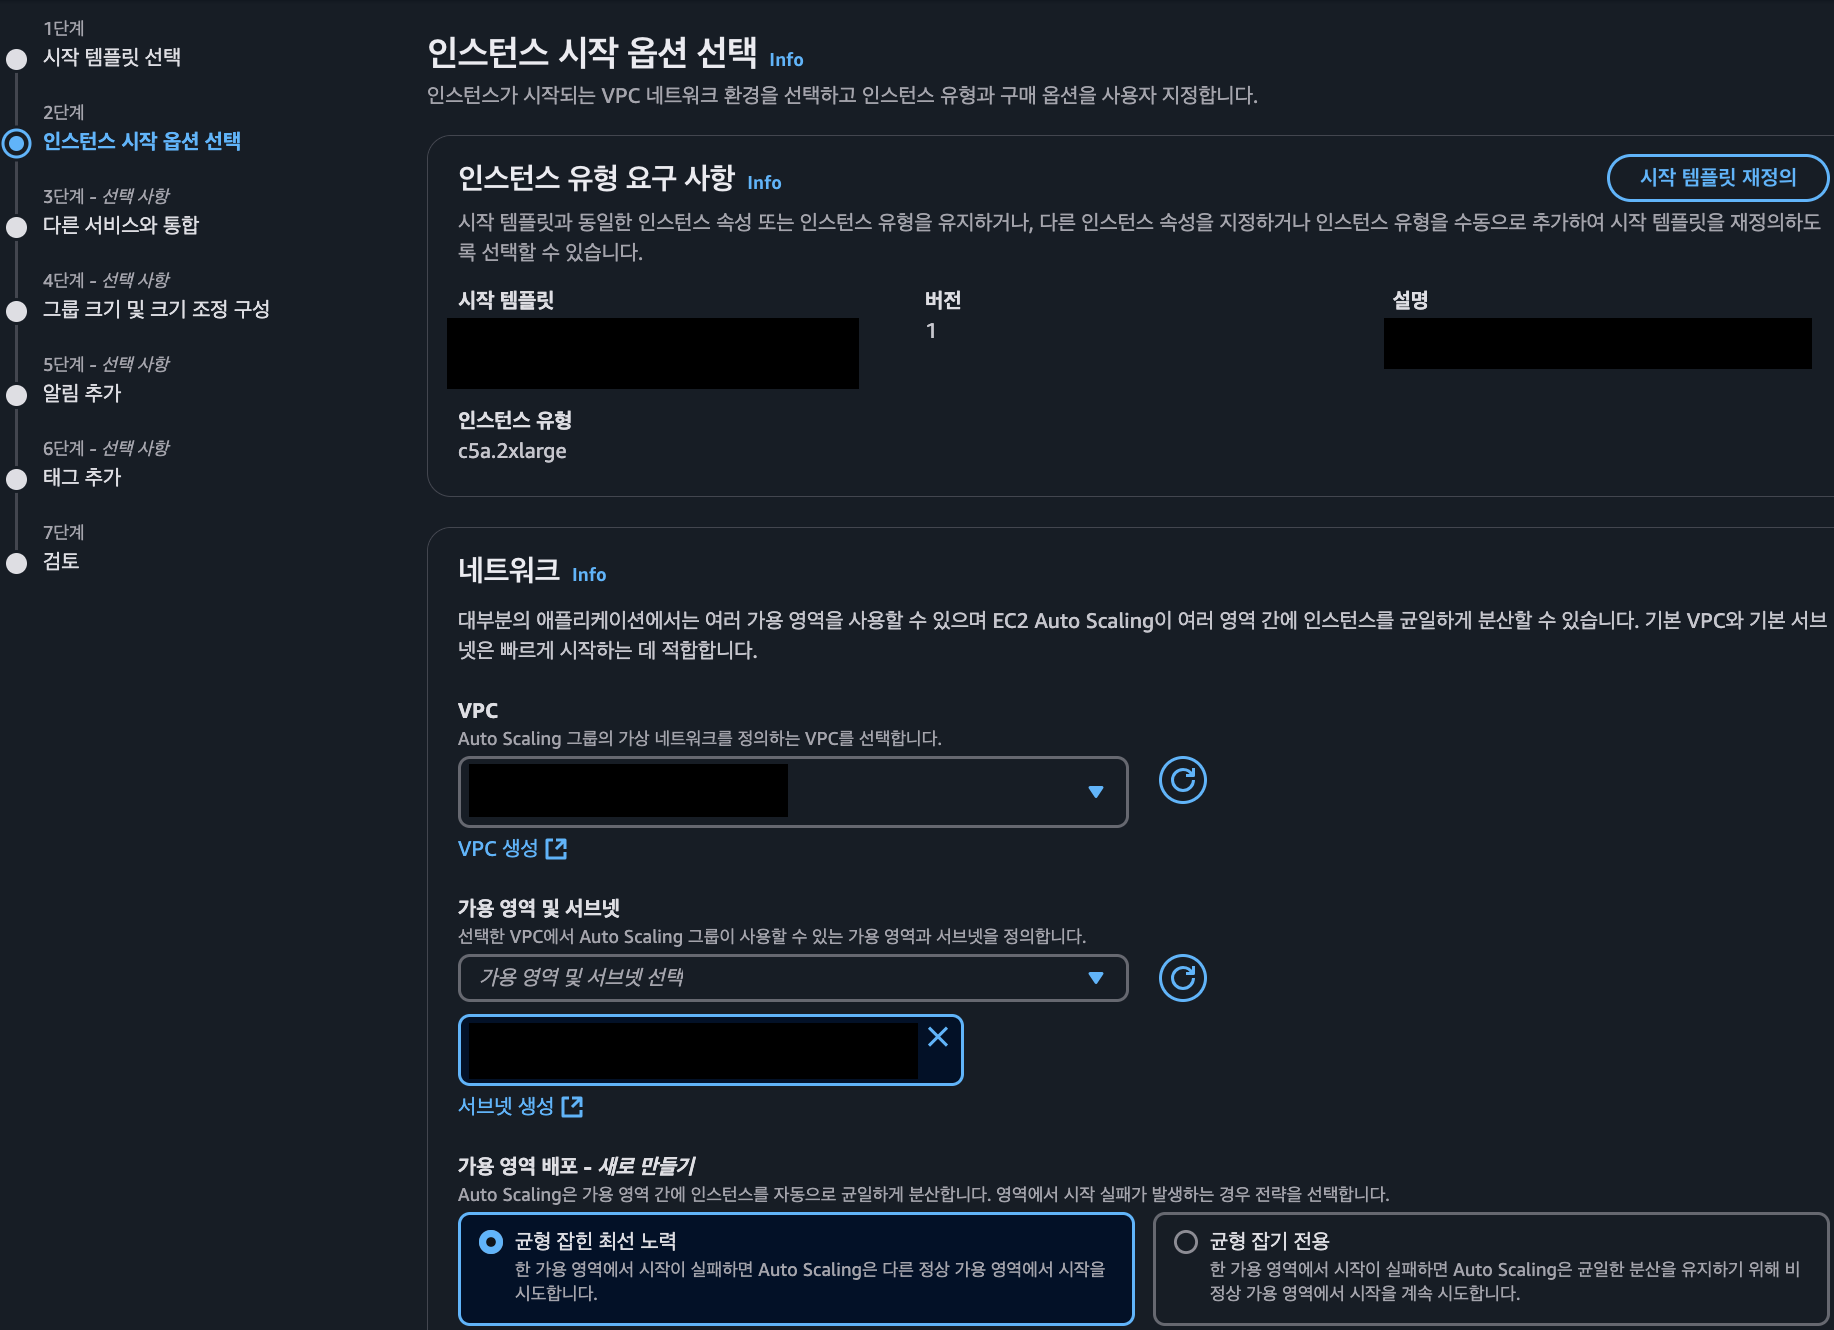 1단계
시작 템플릿 선택
2단계
인스턴스 시작 옵션 선택
3단계 - 선택 사항
다른 서비스와 통합
4단계 - 선택 사항
그룹 크기 및 크기 조정 구성
5단계 - 선택 사항
알림 추가
6단계 - 선택 사항
태그 추가
7단계
검토
인스턴스 시작 옵션 선택 Info
인스턴스가 시작되는 VPC 네트워크 환경을 선택하고 인스턴스 유형과 구매 옵션을 사용자 지정합니다.
인스턴스 유형 요구 사항 Info
시작 템플릿 재정의
시작 템플릿과 동일한 인스턴스 속성 또는 인스턴스 유형을 유지하거나, 다른 인스턴스 속성을 지정하거나 인스턴스 유형을 수동으로 추가하여 시작 템플릿을 재정의하도
록 선택할 수 있습니다.
시작 템플릿
버전
1
설명
인스턴스 유형
c5a.2xlarge
네트워크 Info
대부분의 애플리케이션에서는 여러 가용 영역을 사용할 수 있으며 EC2 Auto Scaling이 여러 영역 간에 인스턴스를 균일하게 분산할 수 있습니다. 기본 VPC와 기본 서브
넷은 빠르게 시작하는 데 적합합니다.
VPC
Auto Scaling 그룹의 가상 네트워크를 정의하는 VPC를 선택합니다.
VPC 생성
가용 영역 및 서브넷
선택한 VPC에서 Auto Scaling 그룹이 사용할 수 있는 가용 영역과 서브넷을 정의합니다.
가용 영역 및 서브넷 선택
서브넷 생성
가용 영역 배포 - 새로 만들기
Auto Scaling은 가용 영역 간에 인스턴스를 자동으로 균일하게 분산합니다. 영역에서 시작 실패가 발생하는 경우 전략을 선택합니다.
균형 잡힌 최선 노력
한 가용 영역에서 시작이 실패하면 Auto Scaling은 다른 정상 가용 영역에서 시작을
시도합니다.
균형 잡기 전용
한 가용 영역에서 시작이 실패하면 Auto Scaling은 균일한 분산을 유지하기 위해 비
정상 가용 영역에서 시작을 계속 시도합니다.